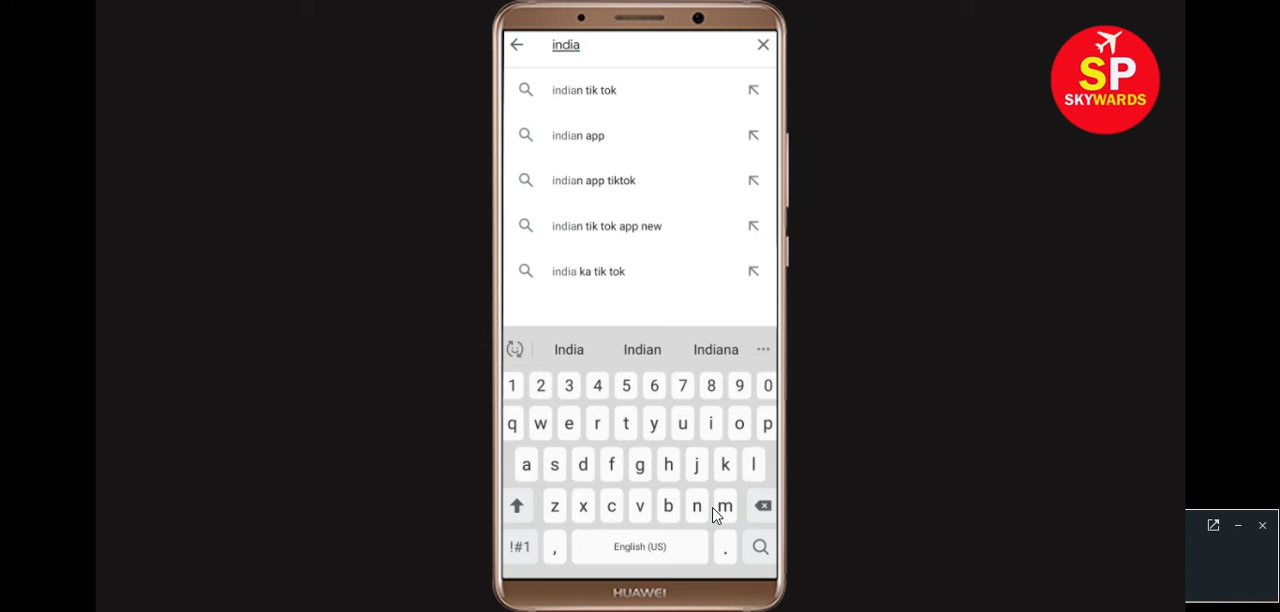 india
SP
SKYWARDS
indian tik tok
indian app
indian app tiktok
indian tik tok app new
india ka tik tok
India Indian Indiana ...
1 2 3 4 5 6 7 8 9 0
q w e r t y u i o p
a s d f g h j k l
z x c v b n m
!#1 , English (US) .
HUAWEI